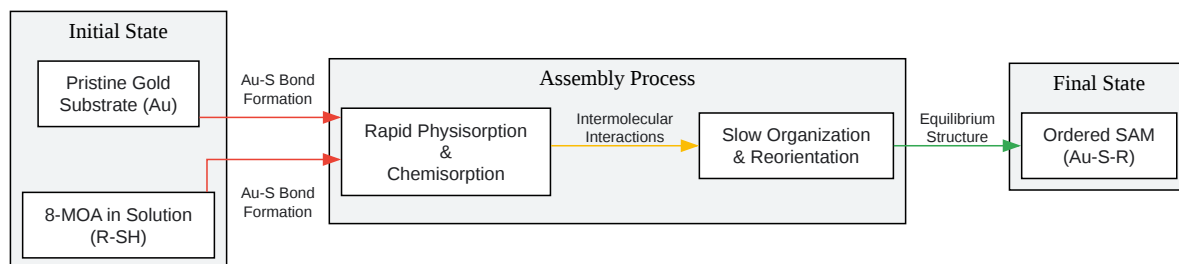 Initial State
Pristine Gold
Substrate (Au)
8-MOA in Solution
(R-SH)
Au-S Bond
Formation
Au-S Bond
Formation
Assembly Process
Rapid Physisorption
&
Chemisorption
Intermolecular
Interactions
Slow Organization
& Reorientation
Equilibrium
Structure
Final State
Ordered SAM
(Au-S-R)